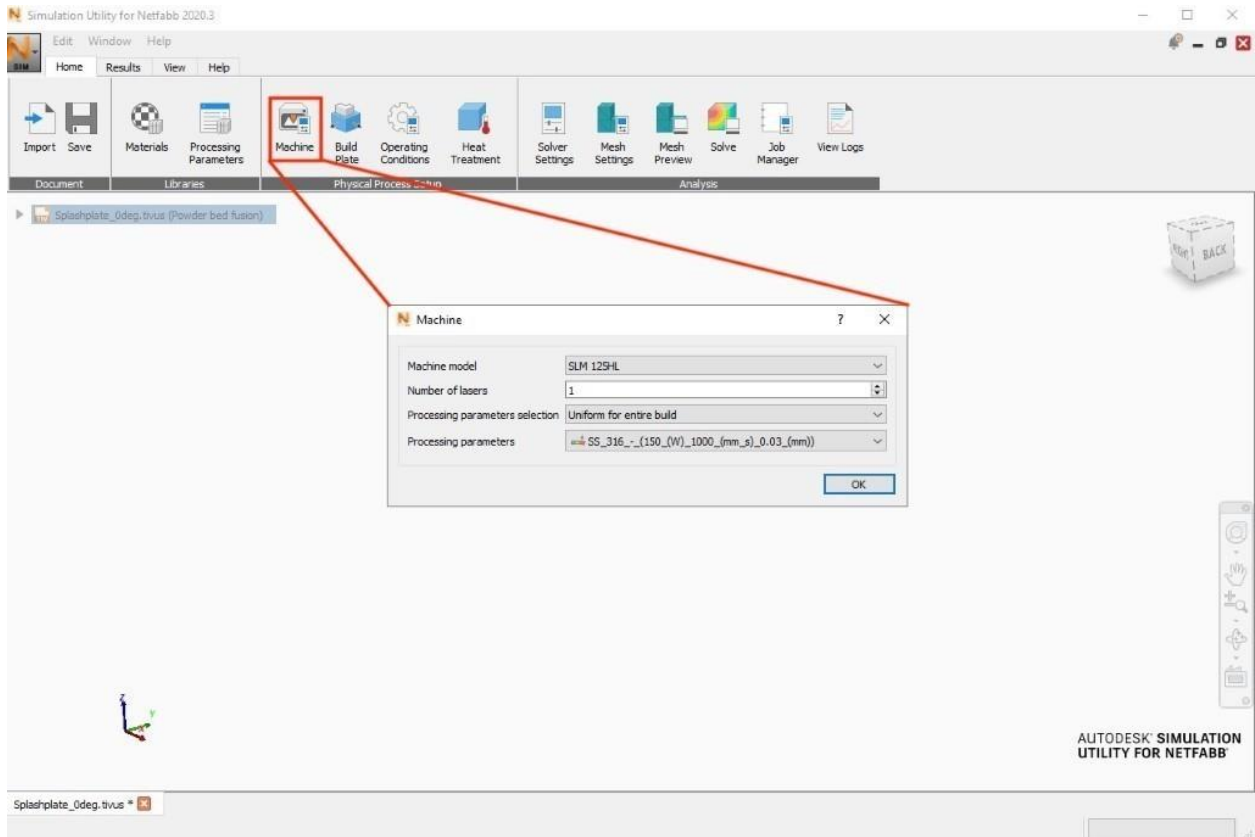 Simulation Utility for Netfabb 2020.3
Edit Window Help
SIM
Home Results View Help
Import Save Materials Processing Parameters Machine Build Plate Operating Conditions Heat Treatment Solver Settings Mesh Settings Mesh Preview Solve Job Manager View Logs
Document Libraries Physical Process Setup Analysis
Splashplate_0deg.tivus (Powder bed fusion)
BACK
Machine ?
Machine model SLM 125HL
Number of lasers 1
Processing parameters selection Uniform for entire build
Processing parameters SS_316_-_(150_(W)_1000_(mm_s)_0.03_(mm))
OK
z
y
AUTODESK® SIMULATION
UTILITY FOR NETFABB®
Splashplate_0deg.tivus *